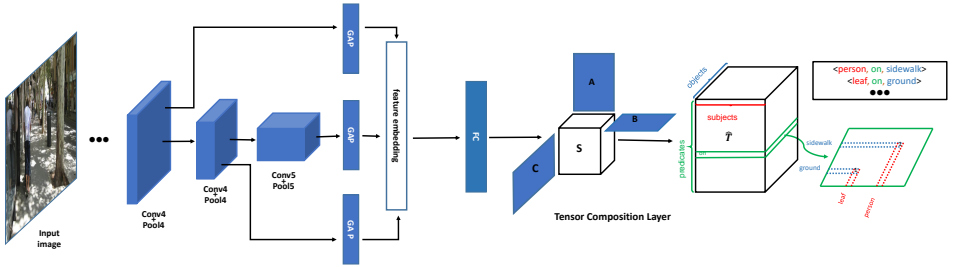 Input
image
●●●
Conv4
+
Pool4
Conv4
+
Pool4
Conv5
+
Pool5
GAP
GAP
GA P
feature embedding
FC
A
B
C
S
Tensor Composition Layer
objects
subjects
predicates
T̂
on
sidewalk
ground
leaf
person
<person, on, sidewalk>
<leaf, on, ground>
●●●